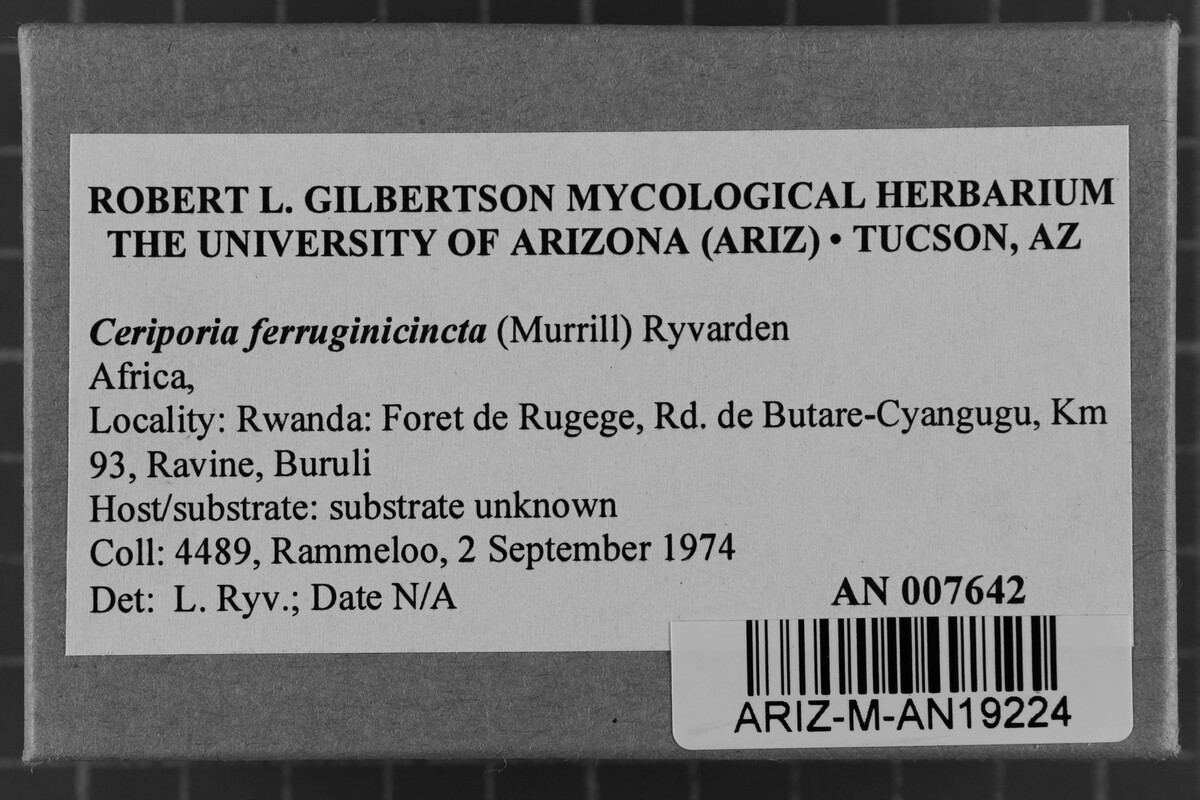 ROBERT L. GILBERTSON MYCOLOGICAL HERBARIUM
THE UNIVERSITY OF ARIZONA (ARIZ) • TUCSON, AZ
Ceriporia ferruginicincta (Murrill) Ryvarden
Africa,
Locality: Rwanda: Foret de Rugege, Rd. de Butare-Cyangugu, Km
93, Ravine, Buruli
Host/substrate: substrate unknown
Coll: 4489, Rammeloo, 2 September 1974
Det: L. Ryv.; Date N/A
AN 007642
ARIZ-M-AN19224